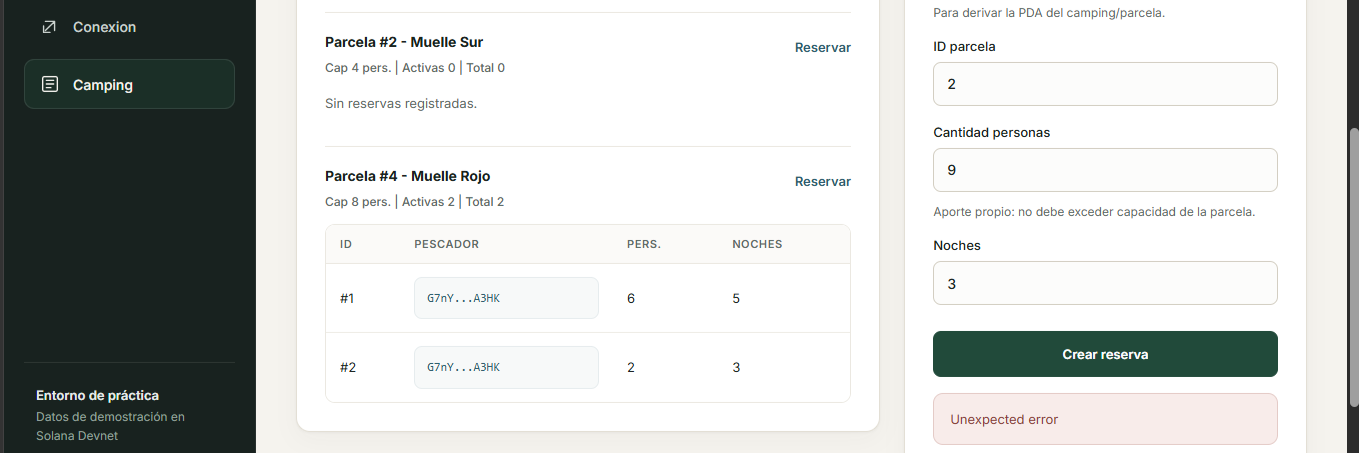 Conexion
Camping
Entorno de práctica
Datos de demostración en
Solana Devnet
Parcela #2 - Muelle Sur
Reservar
Cap 4 pers. | Activas 0 | Total 0
Sin reservas registradas.
Parcela #4 - Muelle Rojo
Reservar
Cap 8 pers. | Activas 2 | Total 2
ID PESCADOR PERS. NOCHES
#1 G7nY...A3HK 6 5
#2 G7nY...A3HK 2 3
Para derivar la PDA del camping/parcela.
ID parcela
2
Cantidad personas
9
Aporte propio: no debe exceder capacidad de la parcela.
Noches
3
Crear reserva
Unexpected error